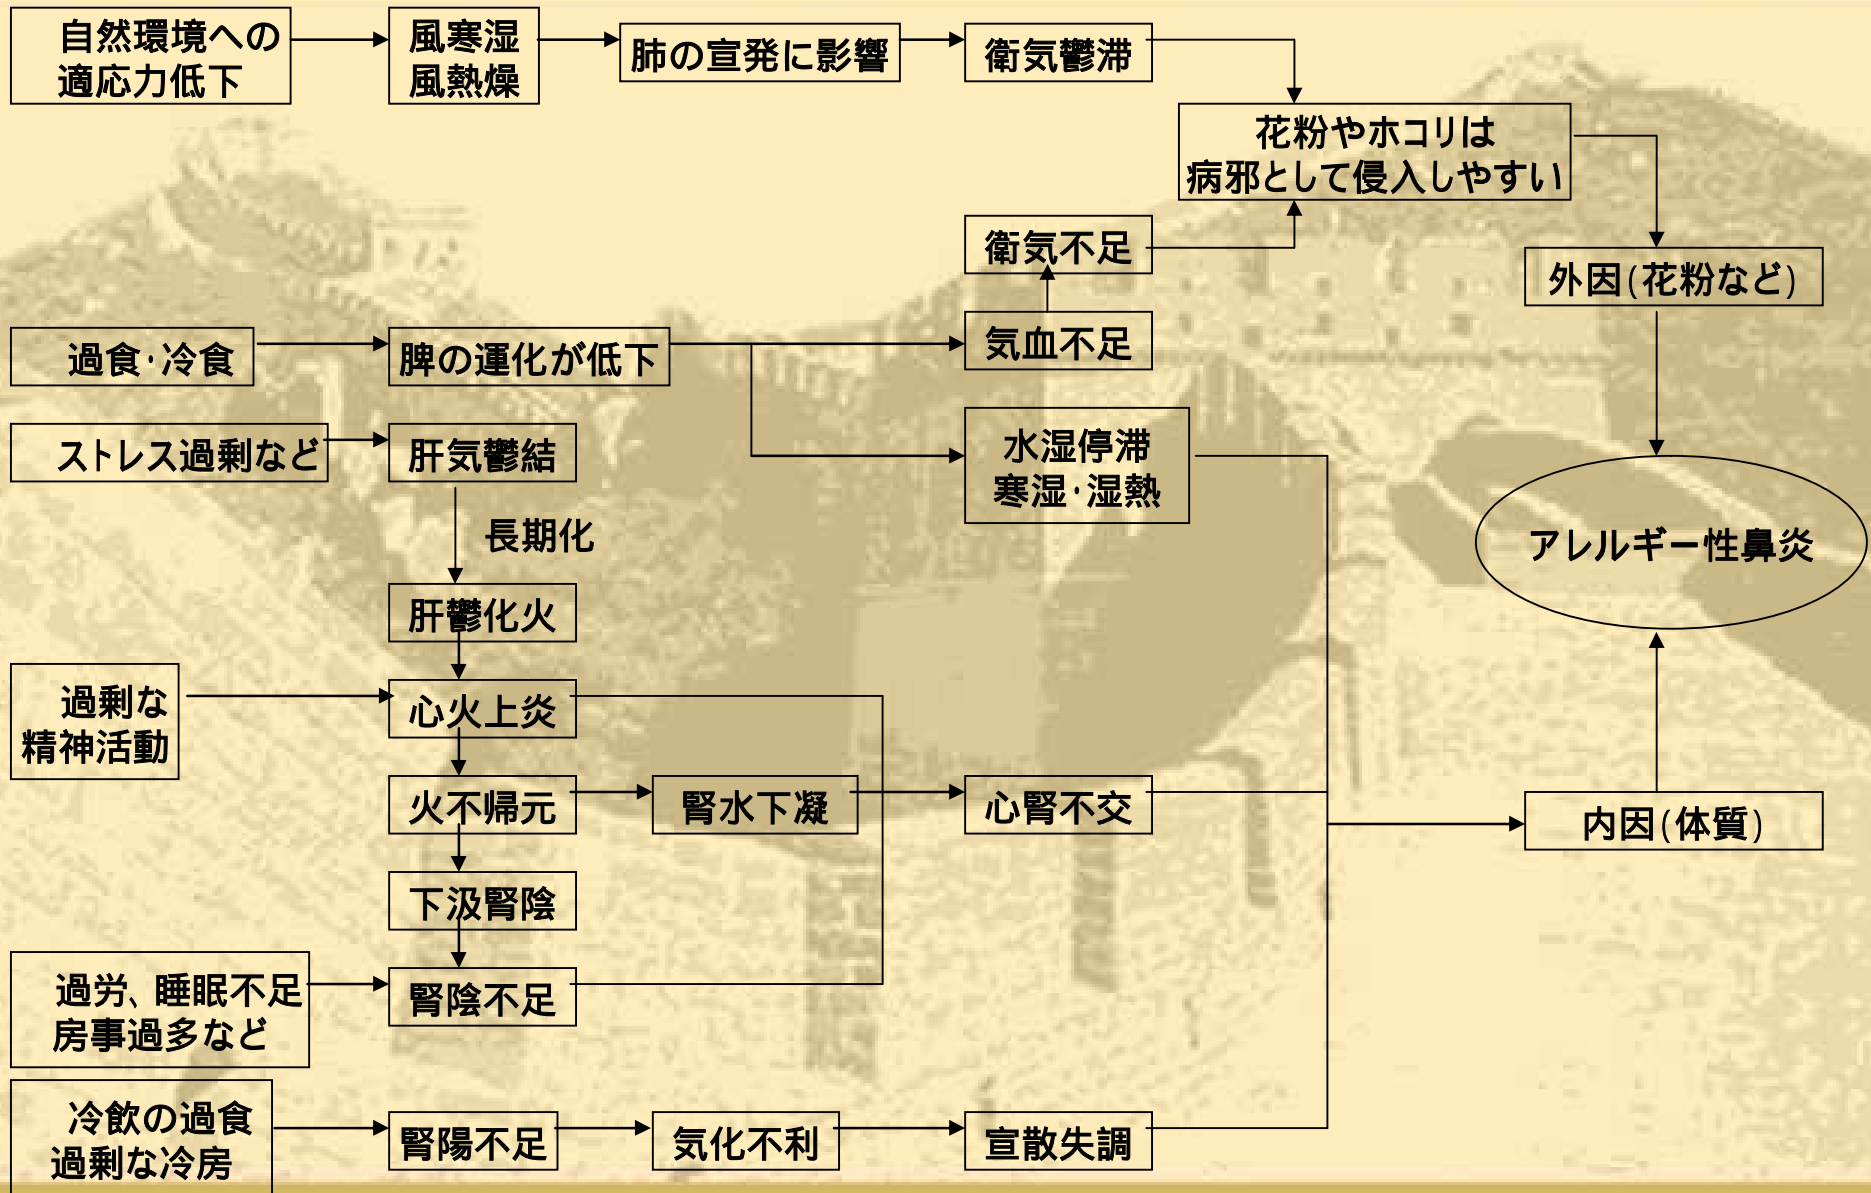 自然環境への
適応力低下
風寒湿
風熱燥
肺の宣発に影響
衛気鬱滞
花粉やホコリは
病邪として侵入しやすい
衛気不足
外因(花粉など)
過食・冷食
脾の運化が低下
気血不足
ストレス過剰など
肝気鬱結
水湿停滞
寒湿・湿熱
長期化
アレルギー性鼻炎
肝鬱化火
過剰な
精神活動
心火上炎
火不帰元
腎水下凝
心腎不交
内因(体質)
下汲腎陰
過労、睡眠不足
房事過多など
腎陰不足
冷飲の過食
過剰な冷房
腎陽不足
気化不利
宣散失調